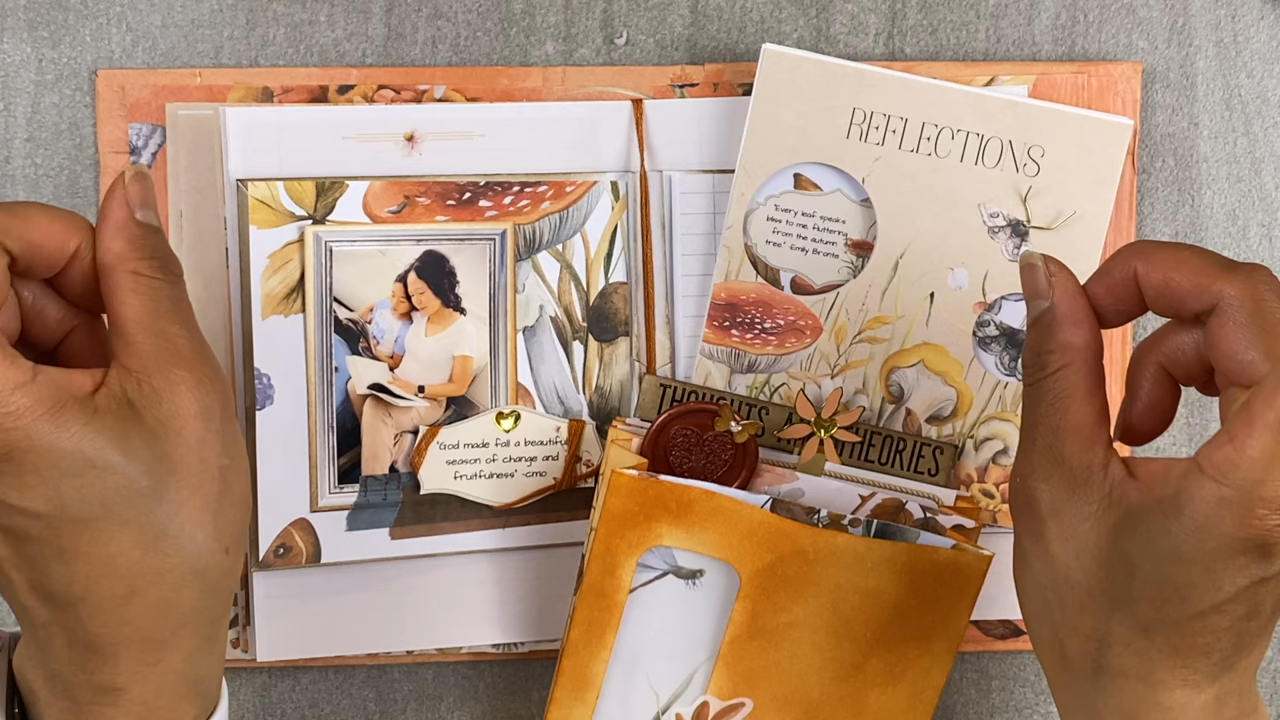 REFLECTIONS
"Every leaf speaks
bliss to me, fluttering
from the autumn
tree." -Emily Bronte
THOUGHTS AND THEORIES
"God made fall a beautiful
season of change and
fruitfulness" -cmo